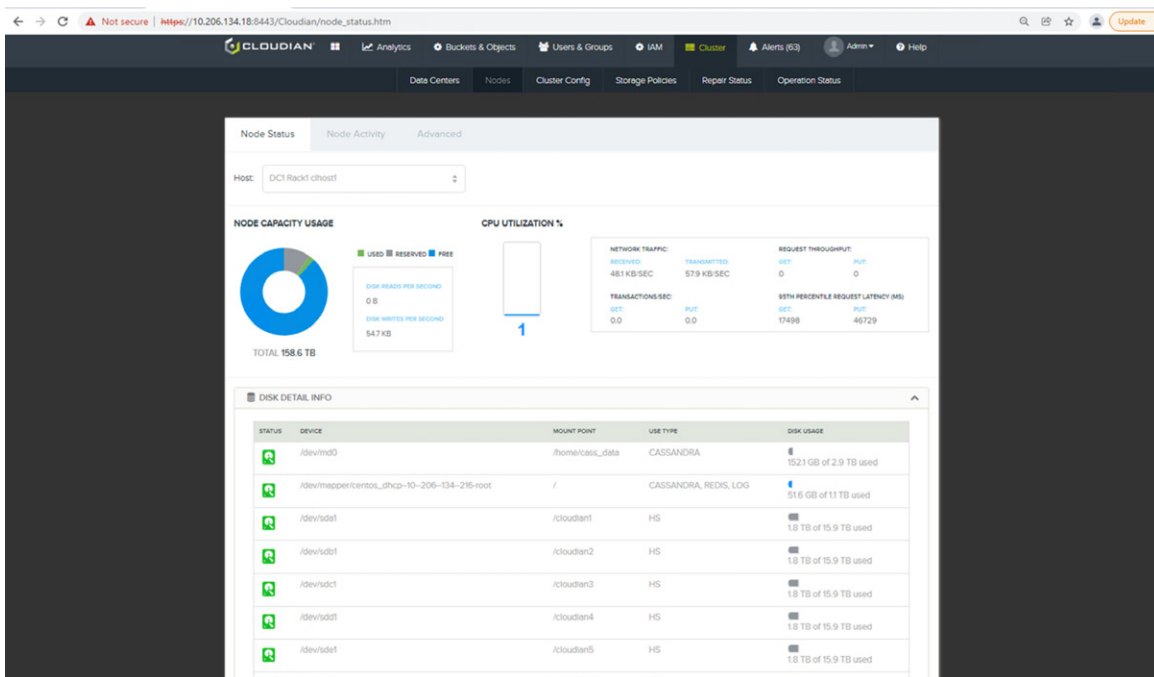 Not secure | https://10.206.134.18:8443/Cloudian/node_status.htm
Update
CLOUDIAN Analytics Buckets & Objects Users & Groups IAM Cluster Alerts (63) Admin Help
Data Centers Nodes Cluster Config Storage Policies Repair Status Operation Status
Node Status Node Activity Advanced
Host: DC1 Rack1 clhost1
NODE CAPACITY USAGE
USED RESERVED FREE
DISK READS PER SECOND
0 B
DISK WRITES PER SECOND
54.7 KB
TOTAL 158.6 TB
CPU UTILIZATION %
1
NETWORK TRAFFIC:
RECEIVED: TRANSMITTED:
48.1 KB/SEC 57.9 KB/SEC
TRANSACTIONS/SEC:
GET: PUT:
0.0 0.0
REQUEST THROUGHPUT:
GET: PUT:
0 0
95TH PERCENTILE REQUEST LATENCY (MS)
GET: PUT:
17498 46729
DISK DETAIL INFO
STATUS DEVICE MOUNT POINT USE TYPE DISK USAGE
/dev/md0 /home/cass_data CASSANDRA 152.1 GB of 2.9 TB used
/dev/mapper/centos_dhcp--10--206--134--216-root / CASSANDRA, REDIS, LOG 51.6 GB of 1.1 TB used
/dev/sda1 /cloudian1 HS 1.8 TB of 15.9 TB used
/dev/sdb1 /cloudian2 HS 1.8 TB of 15.9 TB used
/dev/sdc1 /cloudian3 HS 1.8 TB of 15.9 TB used
/dev/sdd1 /cloudian4 HS 1.8 TB of 15.9 TB used
/dev/sde1 /cloudian5 HS 1.8 TB of 15.9 TB used